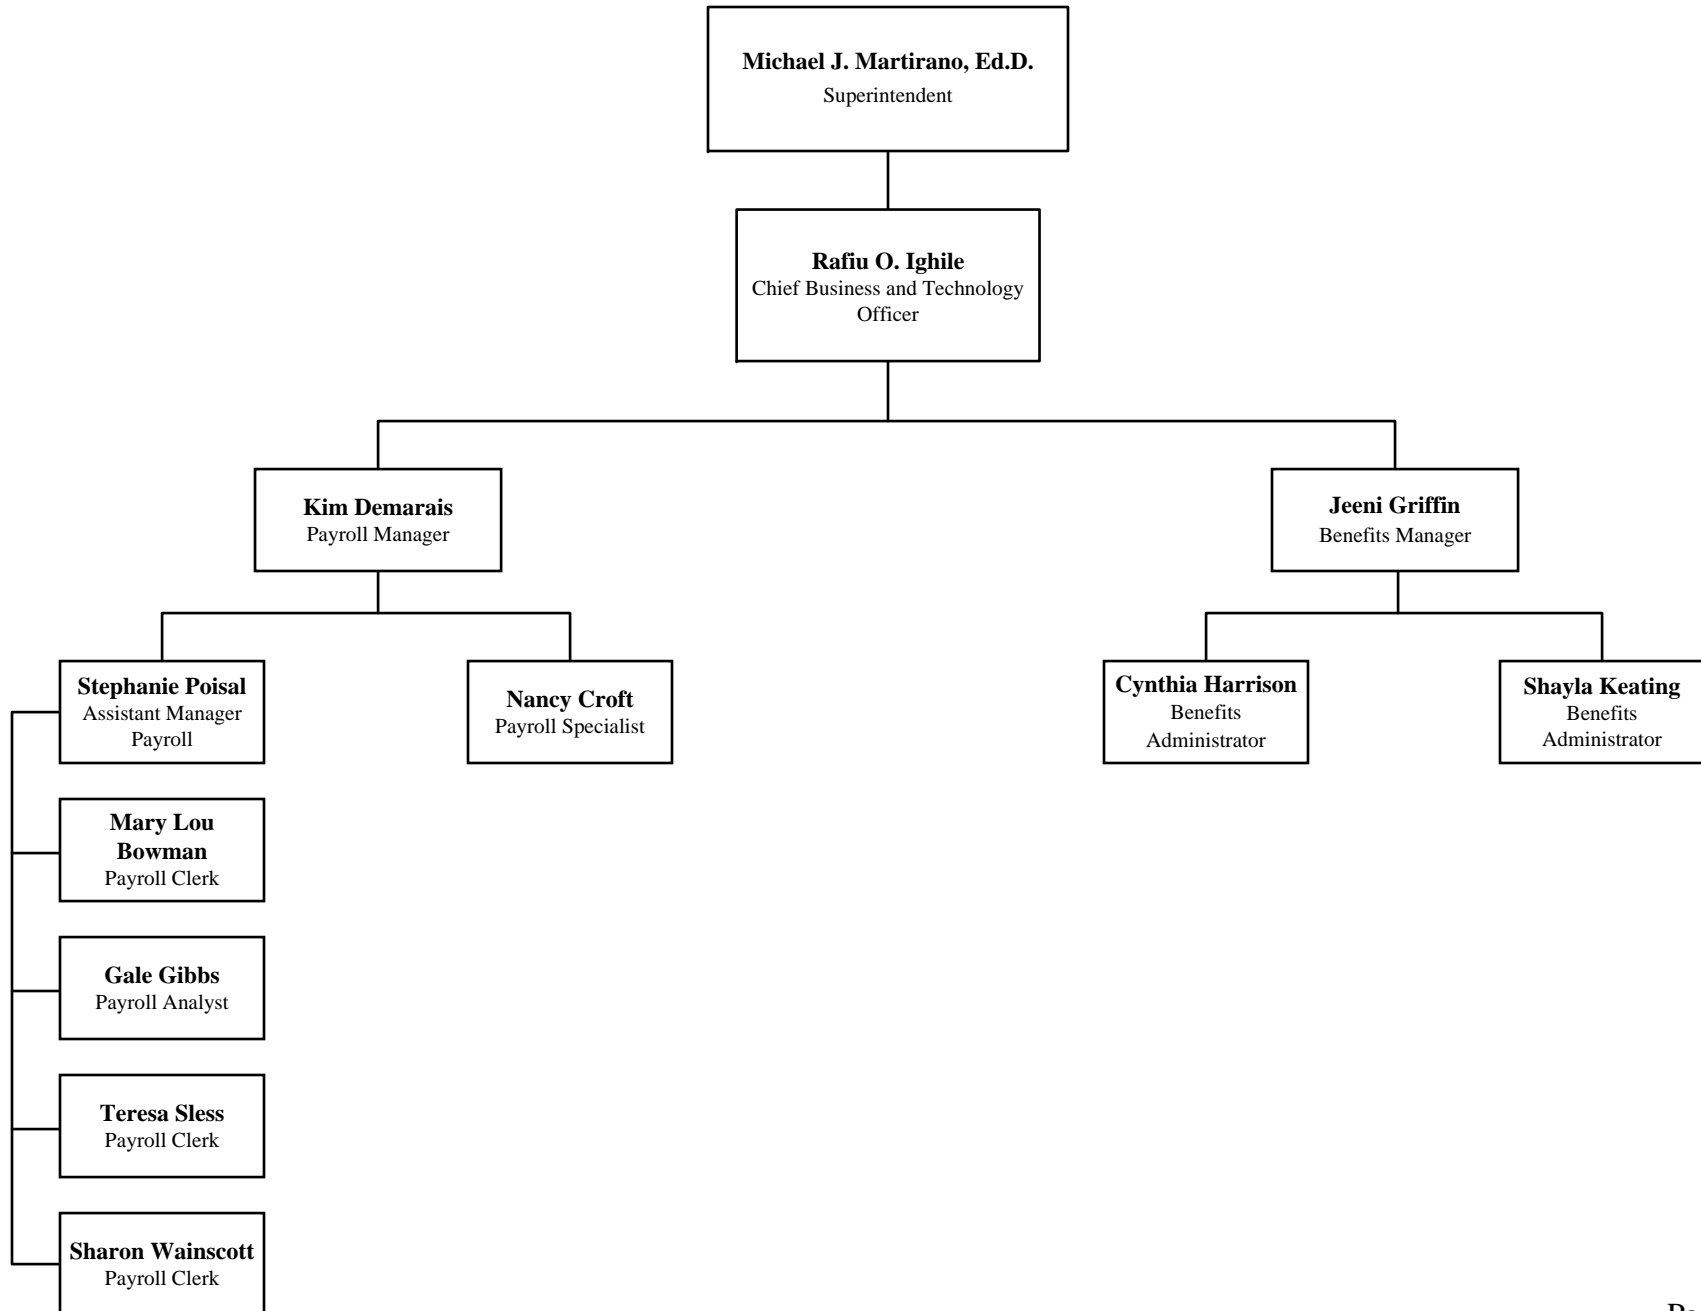 Michael J. Martirano, Ed.D.
Superintendent
Rafiu O. Ighile
Chief Business and Technology
Officer
Kim Demarais
Payroll Manager
Jeeni Griffin
Benefits Manager
Stephanie Poisal
Assistant Manager
Payroll
Nancy Croft
Payroll Specialist
Cynthia Harrison
Benefits
Administrator
Shayla Keating
Benefits
Administrator
Mary Lou
Bowman
Payroll Clerk
Gale Gibbs
Payroll Analyst
Teresa Sless
Payroll Clerk
Sharon Wainscott
Payroll Clerk